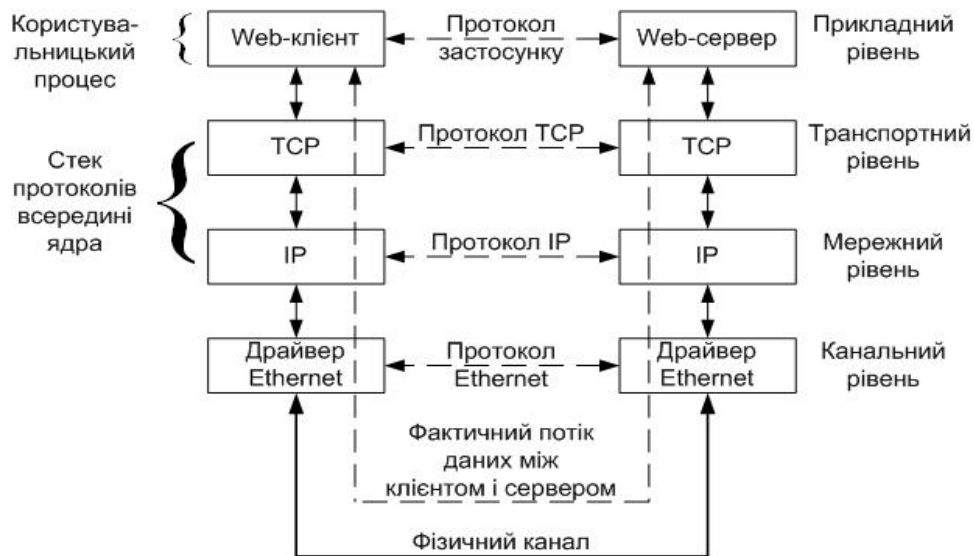 Користува-
льницький
процес
Web-клієнт
Протокол
застосунку
Web-сервер
Прикладний
рівень
Стек
протоколів
всередині
ядра
TCP
Протокол TCP
TCP
Транспортний
рівень
IP
Протокол IP
IP
Мережний
рівень
Драйвер
Ethernet
Протокол
Ethernet
Драйвер
Ethernet
Канальний
рівень
Фактичний потік
даних між
клієнтом і сервером
Фізичний канал